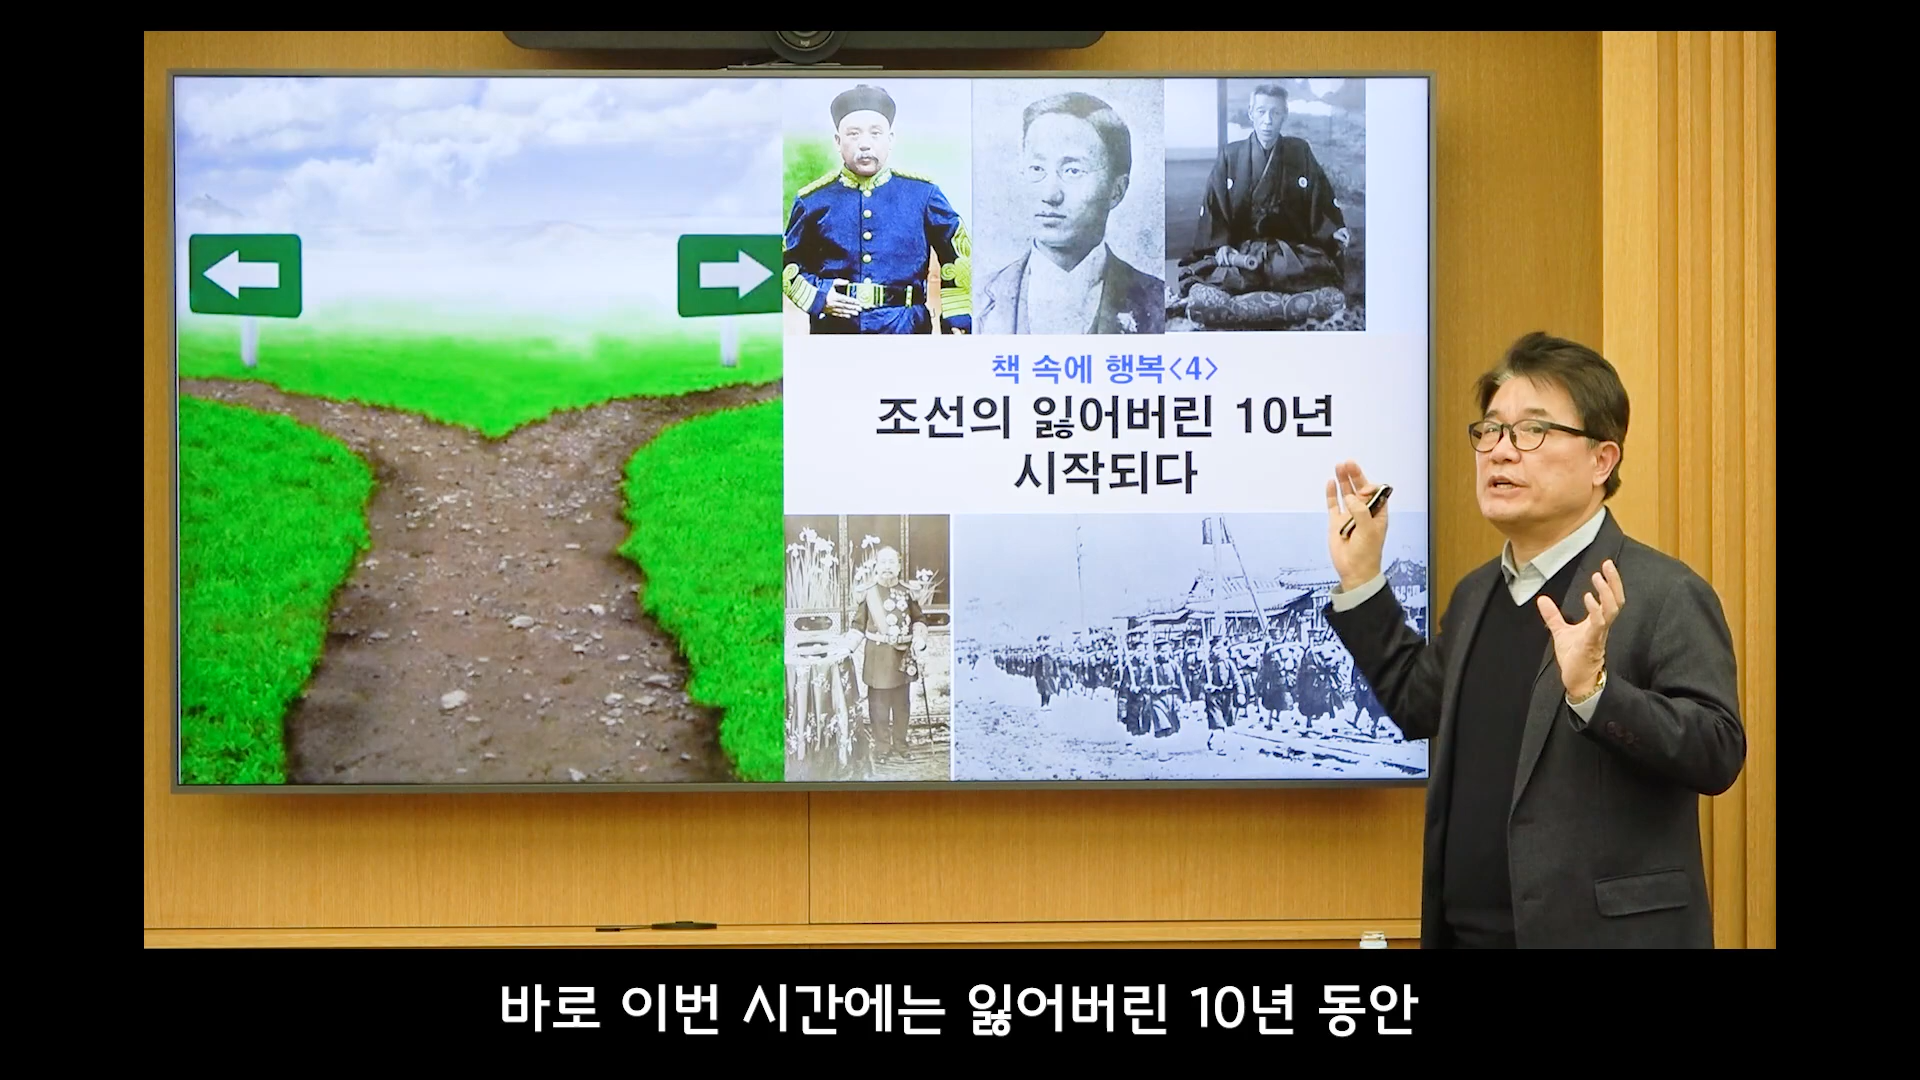 책 속에 행복<4>
조선의 잃어버린 10년
시작되다
바로 이번 시간에는 잃어버린 10년 동안